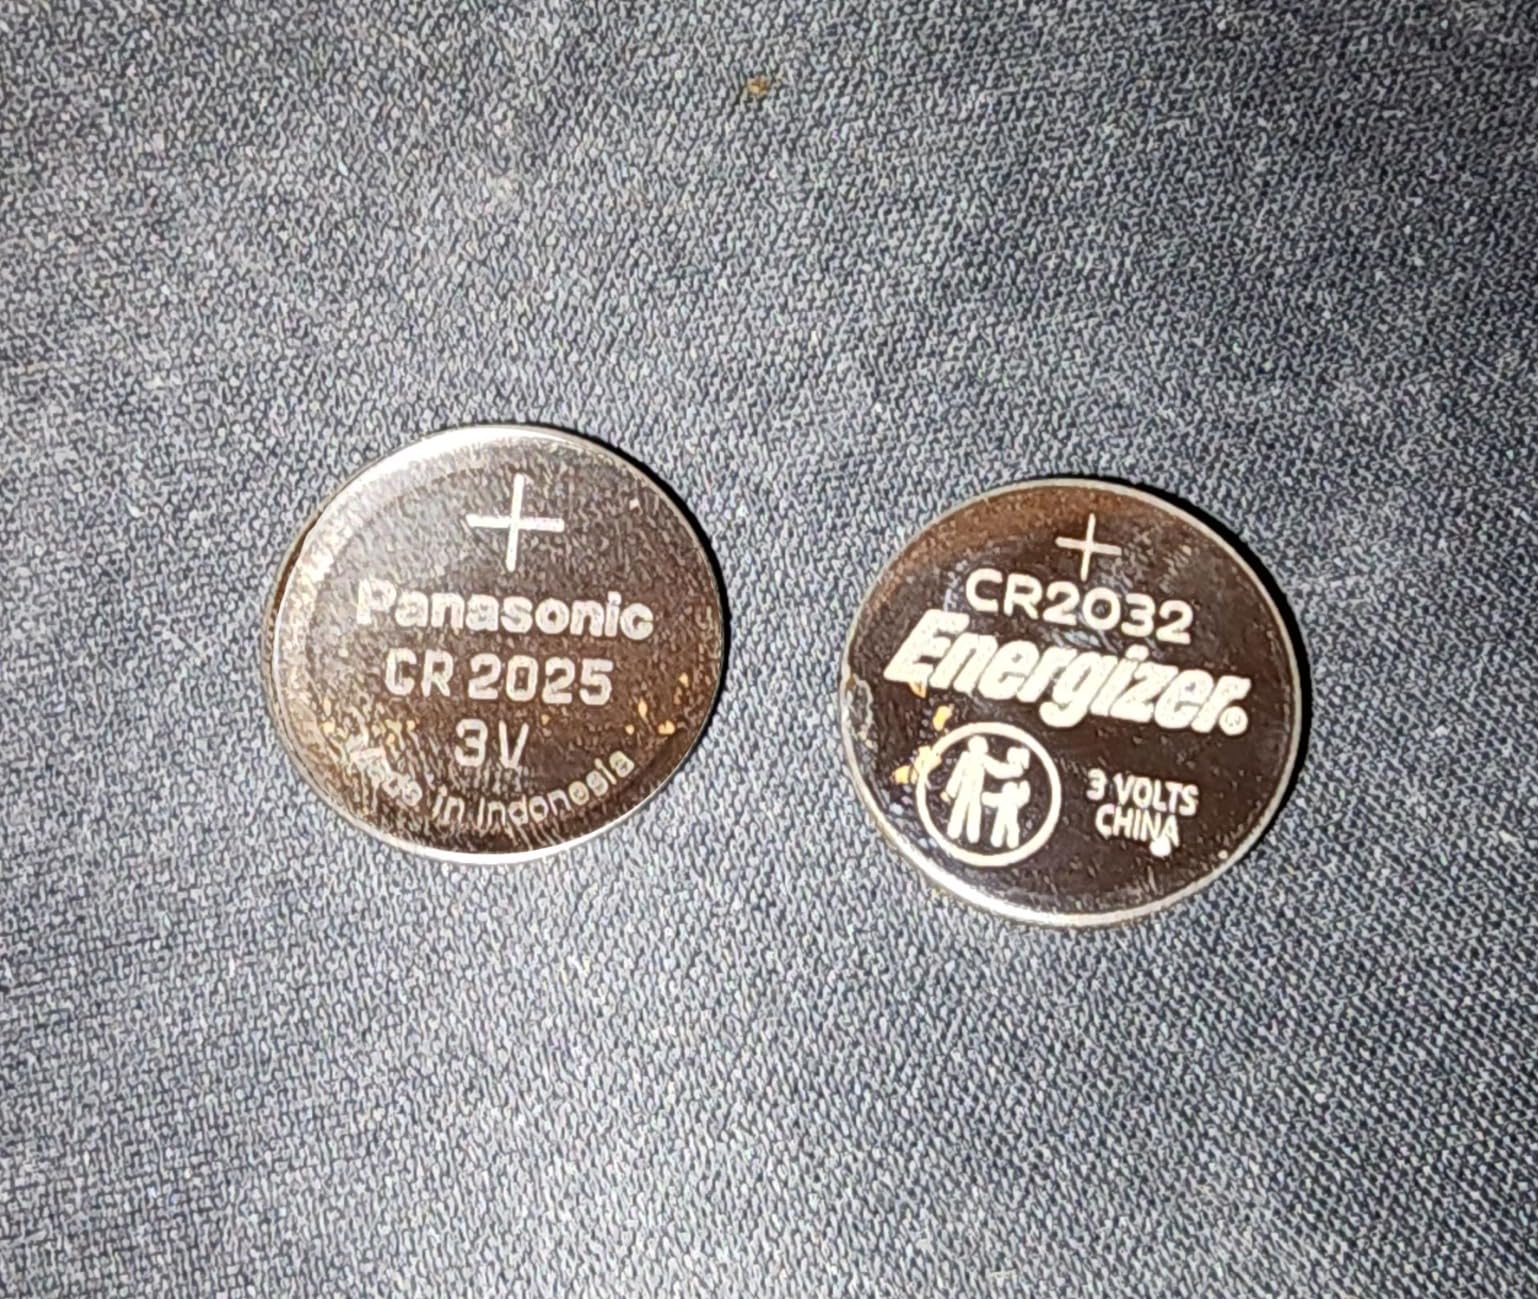 +
Panasonic
CR 2025
3V
Made in Indonesia
+
CR2032
Energizer®
3 VOLTS
CHINA